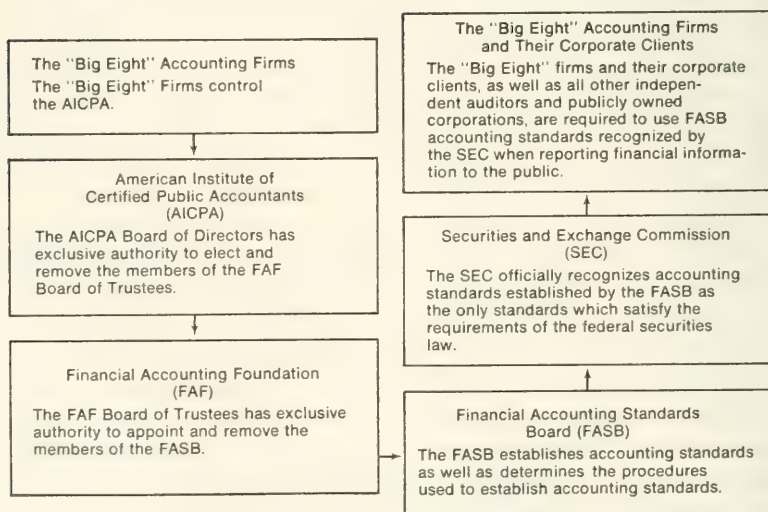 The "Big Eight" Accounting Firms
The "Big Eight" Firms control
the AICPA.
American Institute of
Certified Public Accountants
(AICPA)
The AICPA Board of Directors has
exclusive authority to elect and
remove the members of the FAF
Board of Trustees.
Financial Accounting Foundation
(FAF)
The FAF Board of Trustees has exclusive
authority to appoint and remove the
members of the FASB.
Financial Accounting Standards
Board (FASB)
The FASB establishes accounting standards
as well as determines the procedures
used to establish accounting standards.
Securities and Exchange Commission
(SEC)
The SEC officially recognizes accounting
standards established by the FASB as
the only standards which satisfy the
requirements of the federal securities
law.
The "Big Eight" Accounting Firms
and Their Corporate Clients
The "Big Eight" firms and their corporate
clients, as well as all other indepen-
dent auditors and publicly owned
corporations, are required to use FASB
accounting standards recognized by
the SEC when reporting financial informa-
tion to the public.